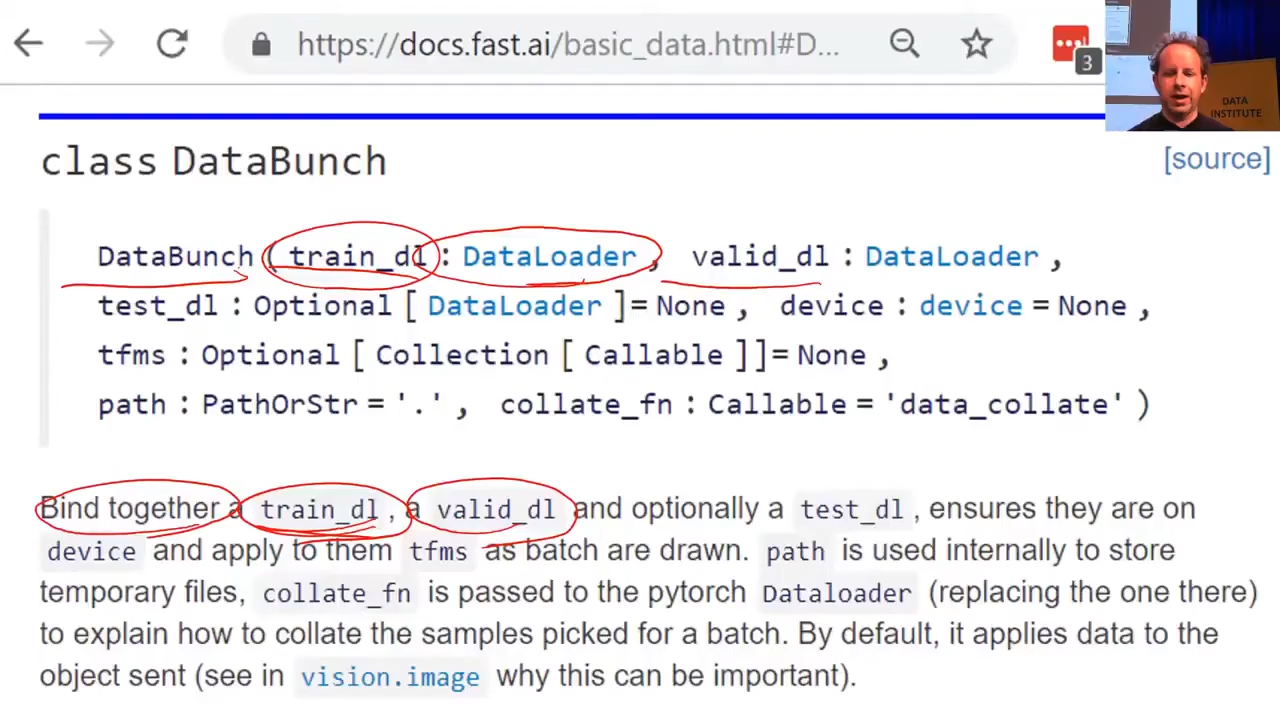 https://docs.fast.ai/basic_data.html#D...
3
DATA
INSTITUTE
class DataBunch
[source]
DataBunch ( train_dl : DataLoader , valid_dl : DataLoader ,
test_dl : Optional [ DataLoader ]= None , device : device = None ,
tfms : Optional [ Collection [ Callable ]]= None ,
path : PathOrStr = '.' , collate_fn : Callable = 'data_collate' )
Bind together a train_dl , a valid_dl and optionally a test_dl , ensures they are on
device and apply to them tfms as batch are drawn. path is used internally to store
temporary files, collate_fn is passed to the pytorch Dataloader (replacing the one there)
to explain how to collate the samples picked for a batch. By default, it applies data to the
object sent (see in vision.image why this can be important).